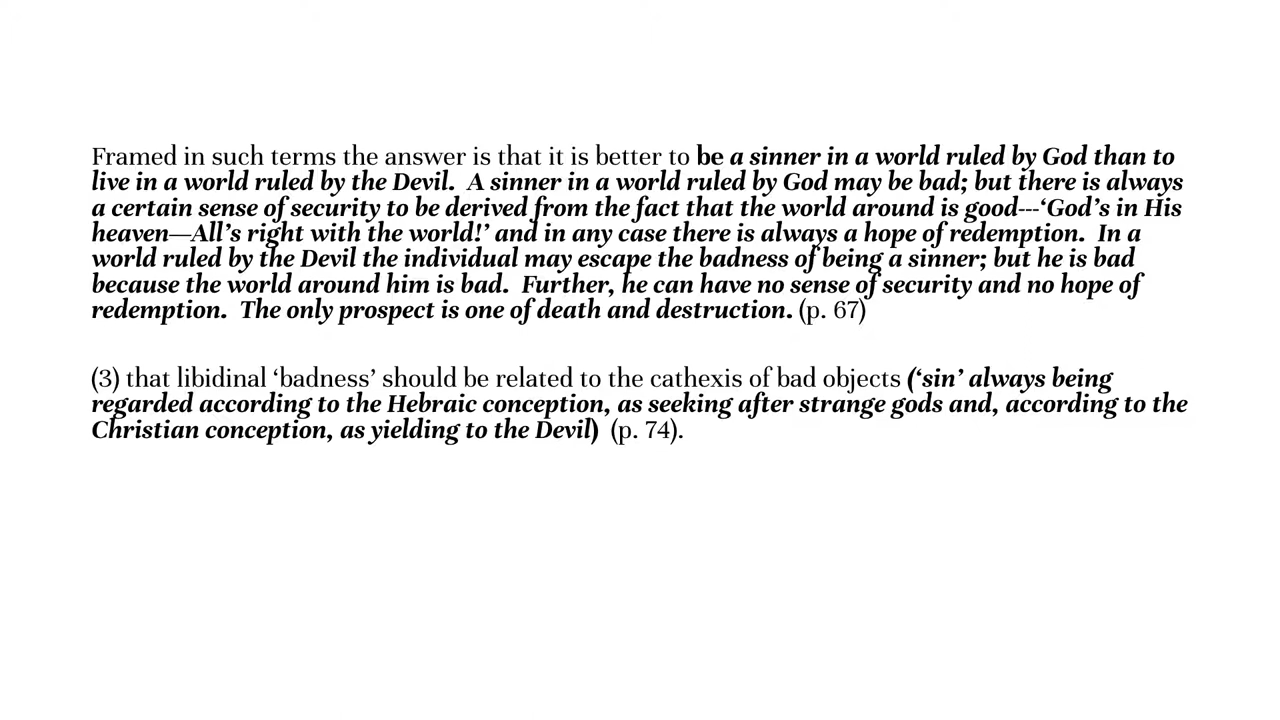 Framed in such terms the answer is that it is better to be a sinner in a world ruled by God than to
live in a world ruled by the Devil.  A sinner in a world ruled by God may be bad; but there is always
a certain sense of security to be derived from the fact that the world around is good---‘God’s in His
heaven—All’s right with the world!’ and in any case there is always a hope of redemption.  In a
world ruled by the Devil the individual may escape the badness of being a sinner; but he is bad
because the world around him is bad.  Further, he can have no sense of security and no hope of
redemption.  The only prospect is one of death and destruction. (p. 67)
(3) that libidinal ‘badness’ should be related to the cathexis of bad objects (‘sin’ always being
regarded according to the Hebraic conception, as seeking after strange gods and, according to the
Christian conception, as yielding to the Devil)  (p. 74).